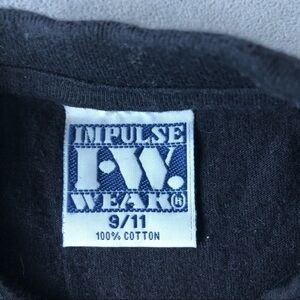 IMPULSE
I.W.
WEAR®
9/11
100% COTTON